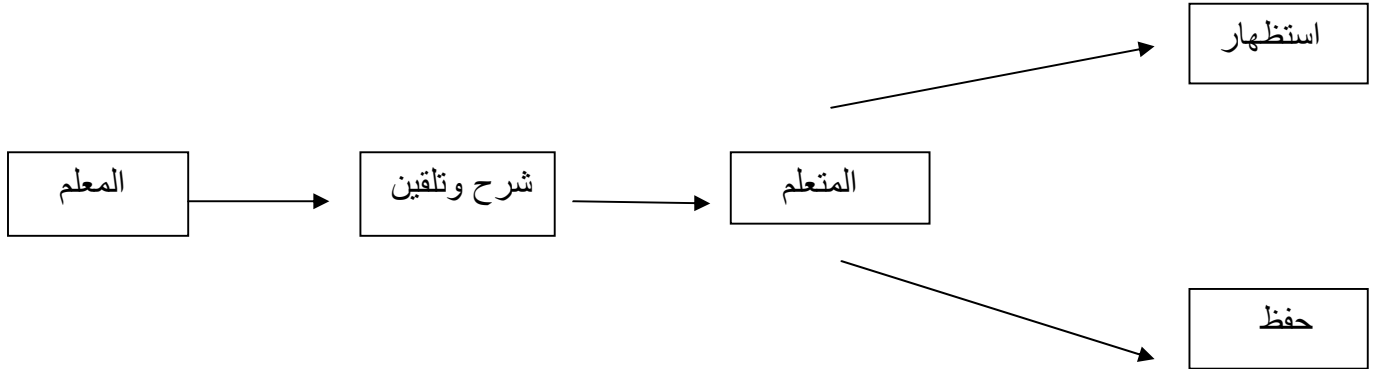 استظهار
المعلم
شرح وتلقين
المتعلم
حفظ